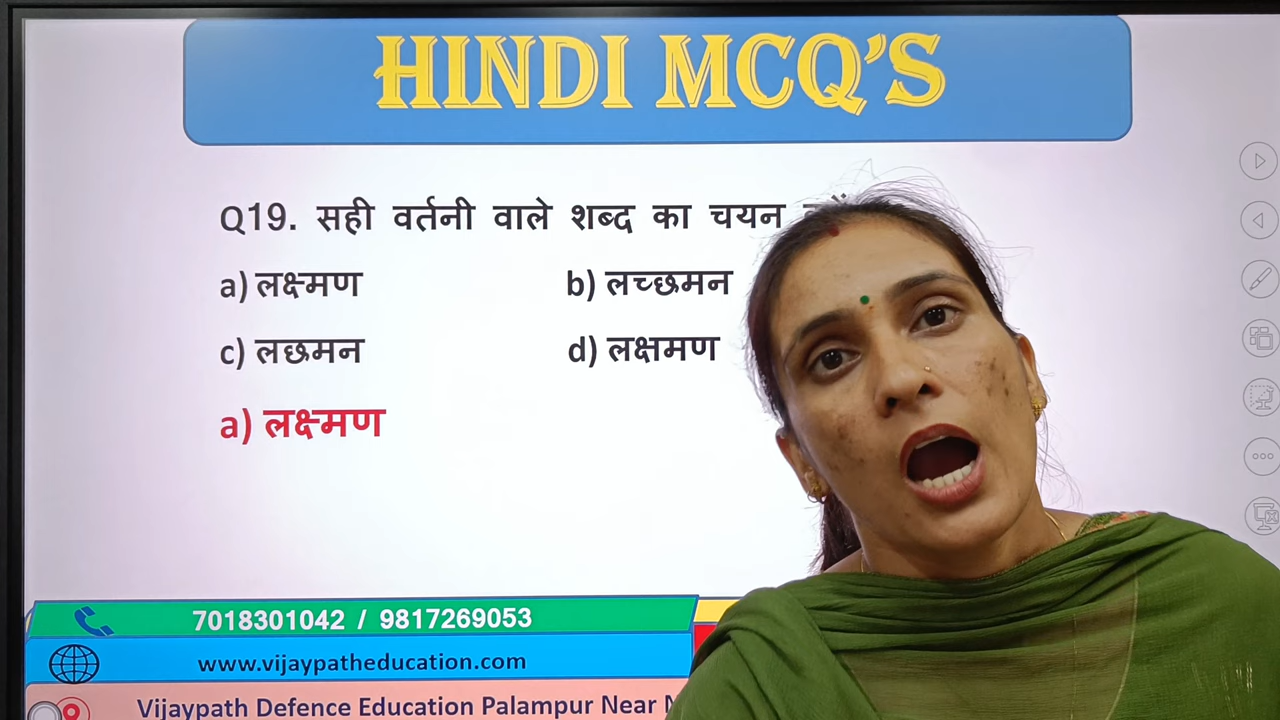 HINDI MCQ'S
Q19. सही वर्तनी वाले शब्द का चयन
a) लक्ष्मण b) लच्छमन
c) लछमन d) लक्षमण
a) लक्ष्मण
7018301042 / 9817269053
www.vijaypatheducation.com
Vijaypath Defence Education Palampur Near